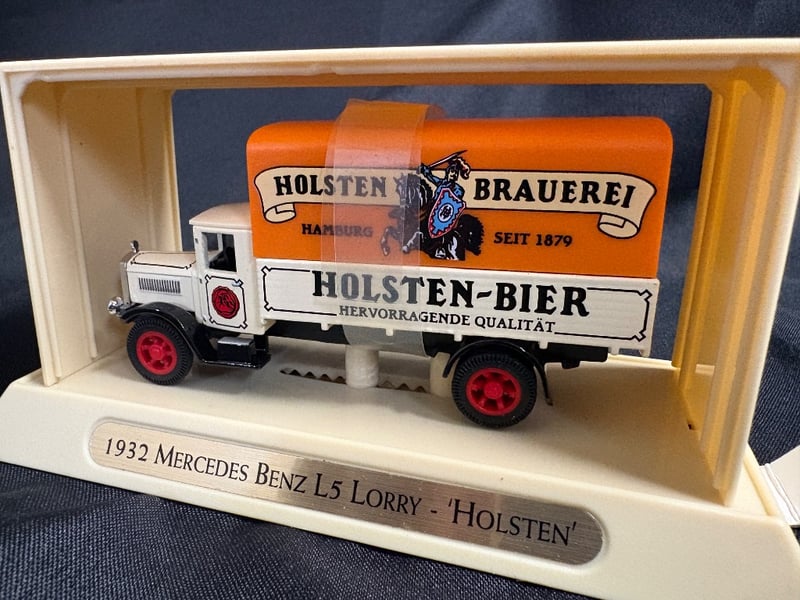 HOLSTEN BRAUEREI
HAMBURG SEIT 1879
HOLSTEN-BIER
HERVORRAGENDE QUALITÄT
1932 MERCEDES BENZ L5 LORRY - 'HOLSTEN'